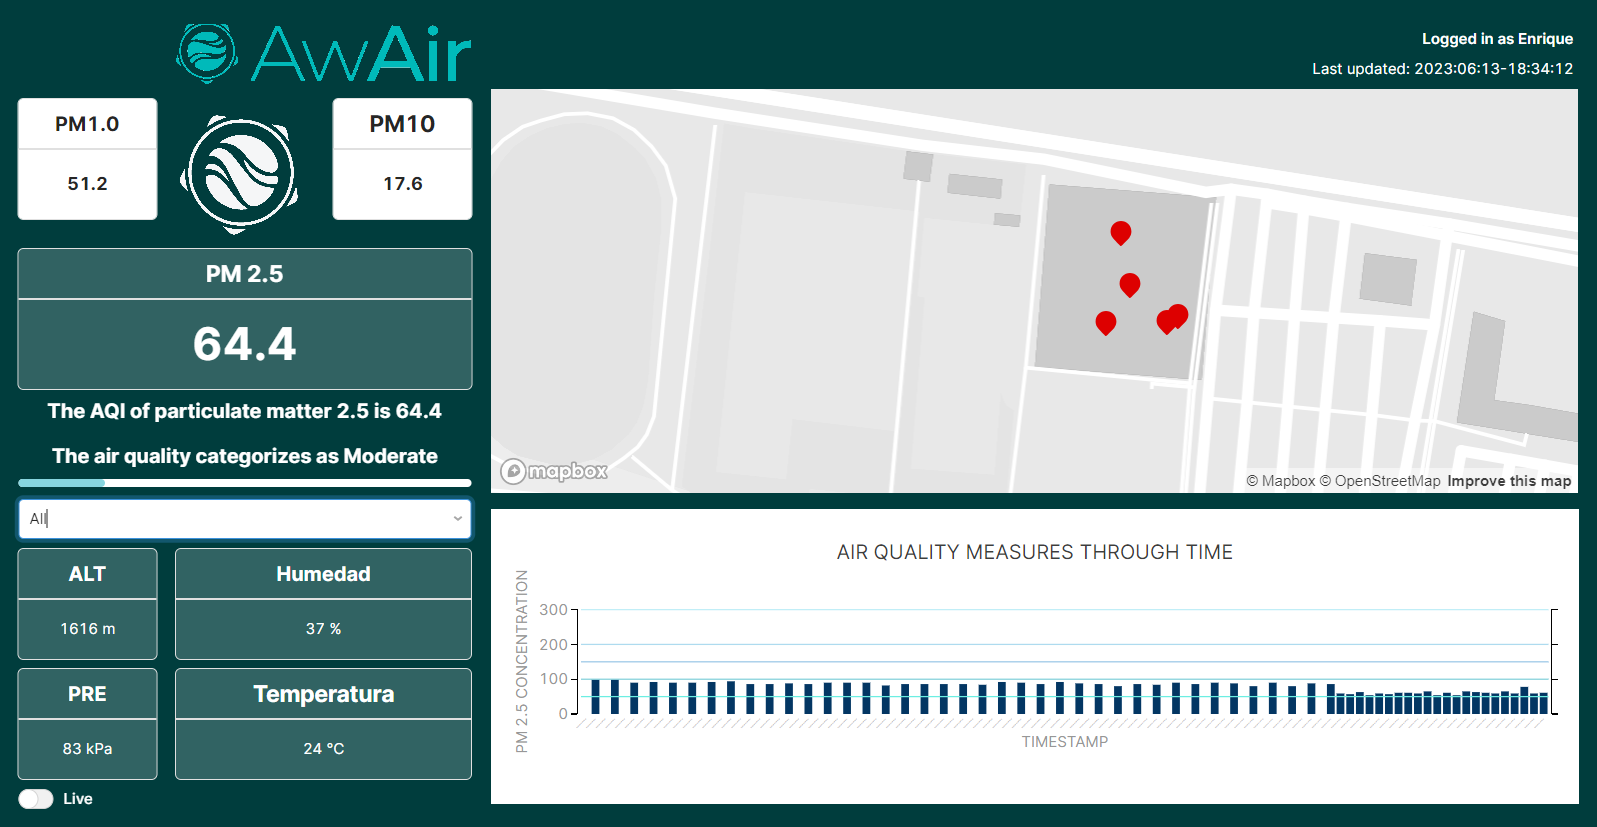 AwAir
Logged in as Enrique
Last updated: 2023:06:13-18:34:12
PM1.0
51.2
PM10
17.6
PM 2.5
64.4
The AQI of particulate matter 2.5 is 64.4
The air quality categorizes as Moderate
All
ALT
1616 m
Humedad
37 %
PRE
83 kPa
Temperatura
24 °C
Live
mapbox
© Mapbox © OpenStreetMap Improve this map
AIR QUALITY MEASURES THROUGH TIME
PM 2.5 CONCENTRATION
300
200
100
0
TIMESTAMP